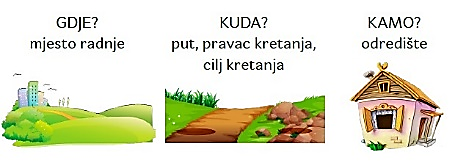 GDJE?
mjesto radnje
KUDA?
put, pravac kretanja,
cilj kretanja
KAMO?
odredište